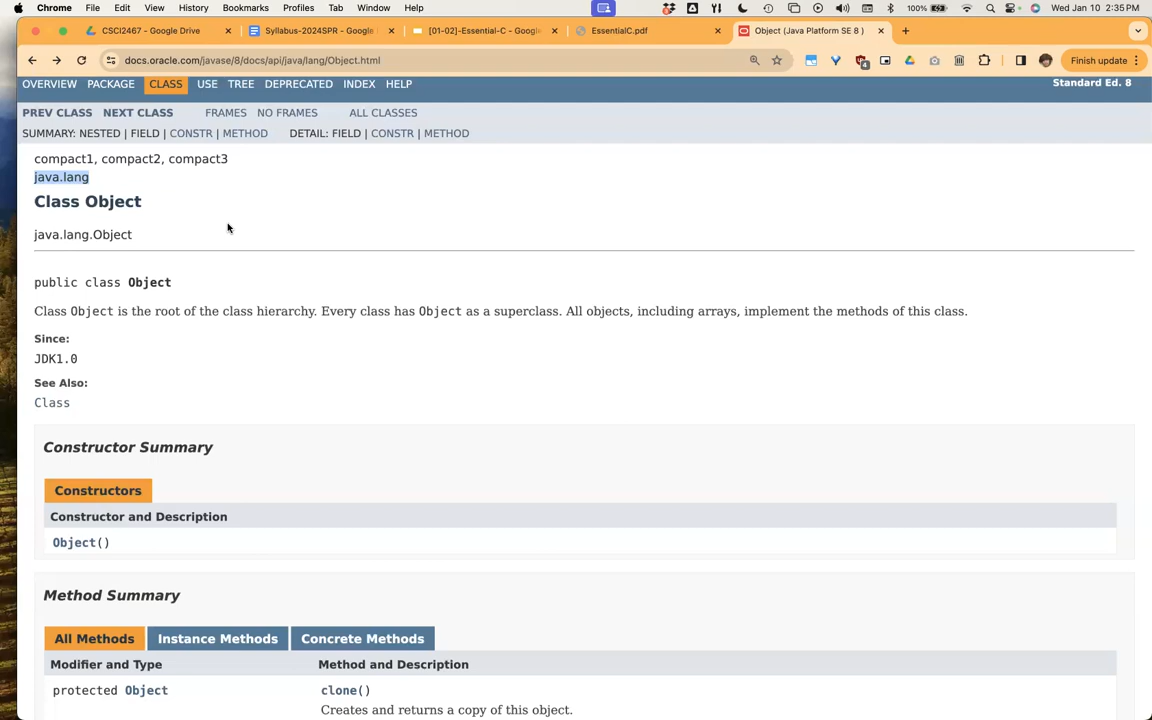 Chrome File Edit View History Bookmarks Profiles Tab Window Help 100% Wed Jan 10 2:35 PM
CSCI2467 - Google Drive Syllabus-2024SPR - Google [01-02]-Essential-C - Google EssentialC.pdf Object (Java Platform SE 8 )
docs.oracle.com/javase/8/docs/api/java/lang/Object.html 4 Finish update
OVERVIEW PACKAGE CLASS USE TREE DEPRECATED INDEX HELP Standard Ed. 8
PREV CLASS NEXT CLASS FRAMES NO FRAMES ALL CLASSES
SUMMARY: NESTED | FIELD | CONSTR | METHOD DETAIL: FIELD | CONSTR | METHOD
compact1, compact2, compact3
java.lang
Class Object
java.lang.Object
public class Object
Class Object is the root of the class hierarchy. Every class has Object as a superclass. All objects, including arrays, implement the methods of this class.
Since:
JDK1.0
See Also:
Class
Constructor Summary
Constructors
Constructor and Description
Object()
Method Summary
All Methods Instance Methods Concrete Methods
Modifier and Type Method and Description
protected Object clone()
Creates and returns a copy of this object.